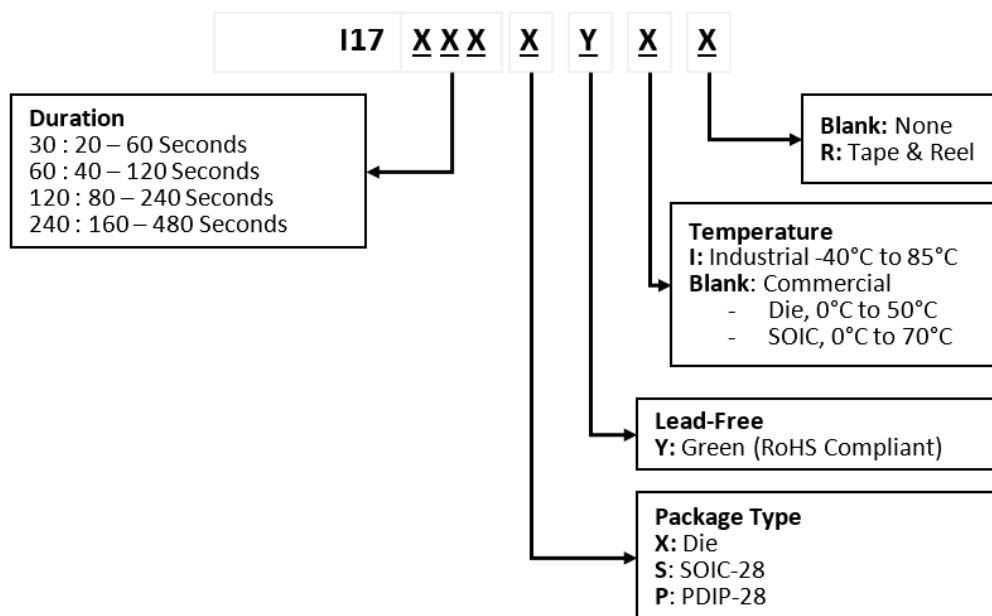 I17 X X X X Y X X
Duration
30 : 20 – 60 Seconds
60 : 40 – 120 Seconds
120 : 80 – 240 Seconds
240 : 160 – 480 Seconds
Blank: None
R: Tape & Reel
Temperature
I: Industrial -40°C to 85°C
Blank: Commercial
- Die, 0°C to 50°C
- SOIC, 0°C to 70°C
Lead-Free
Y: Green (RoHS Compliant)
Package Type
X: Die
S: SOIC-28
P: PDIP-28